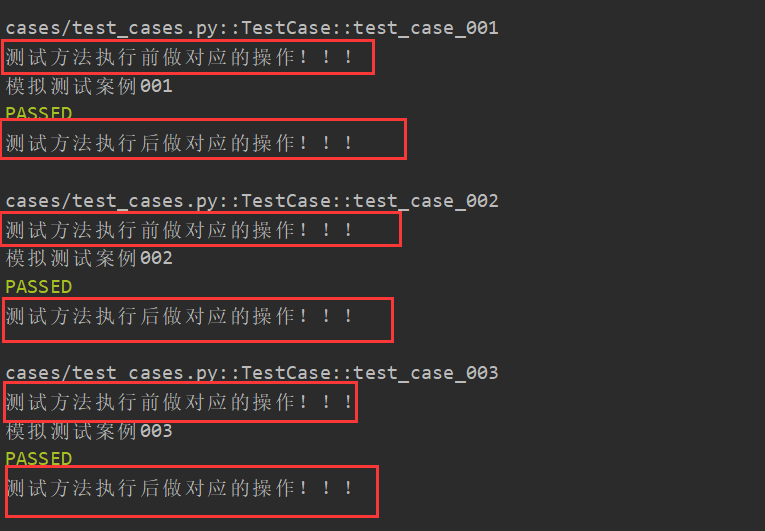 cases/test_cases.py::TestCase::test_case_001
测试方法执行前做对应的操作！！！
模拟测试案例001
PASSED
测试方法执行后做对应的操作！！！
cases/test_cases.py::TestCase::test_case_002
测试方法执行前做对应的操作！！！
模拟测试案例002
PASSED
测试方法执行后做对应的操作！！！
cases/test_cases.py::TestCase::test_case_003
测试方法执行前做对应的操作！！！
模拟测试案例003
PASSED
测试方法执行后做对应的操作！！！